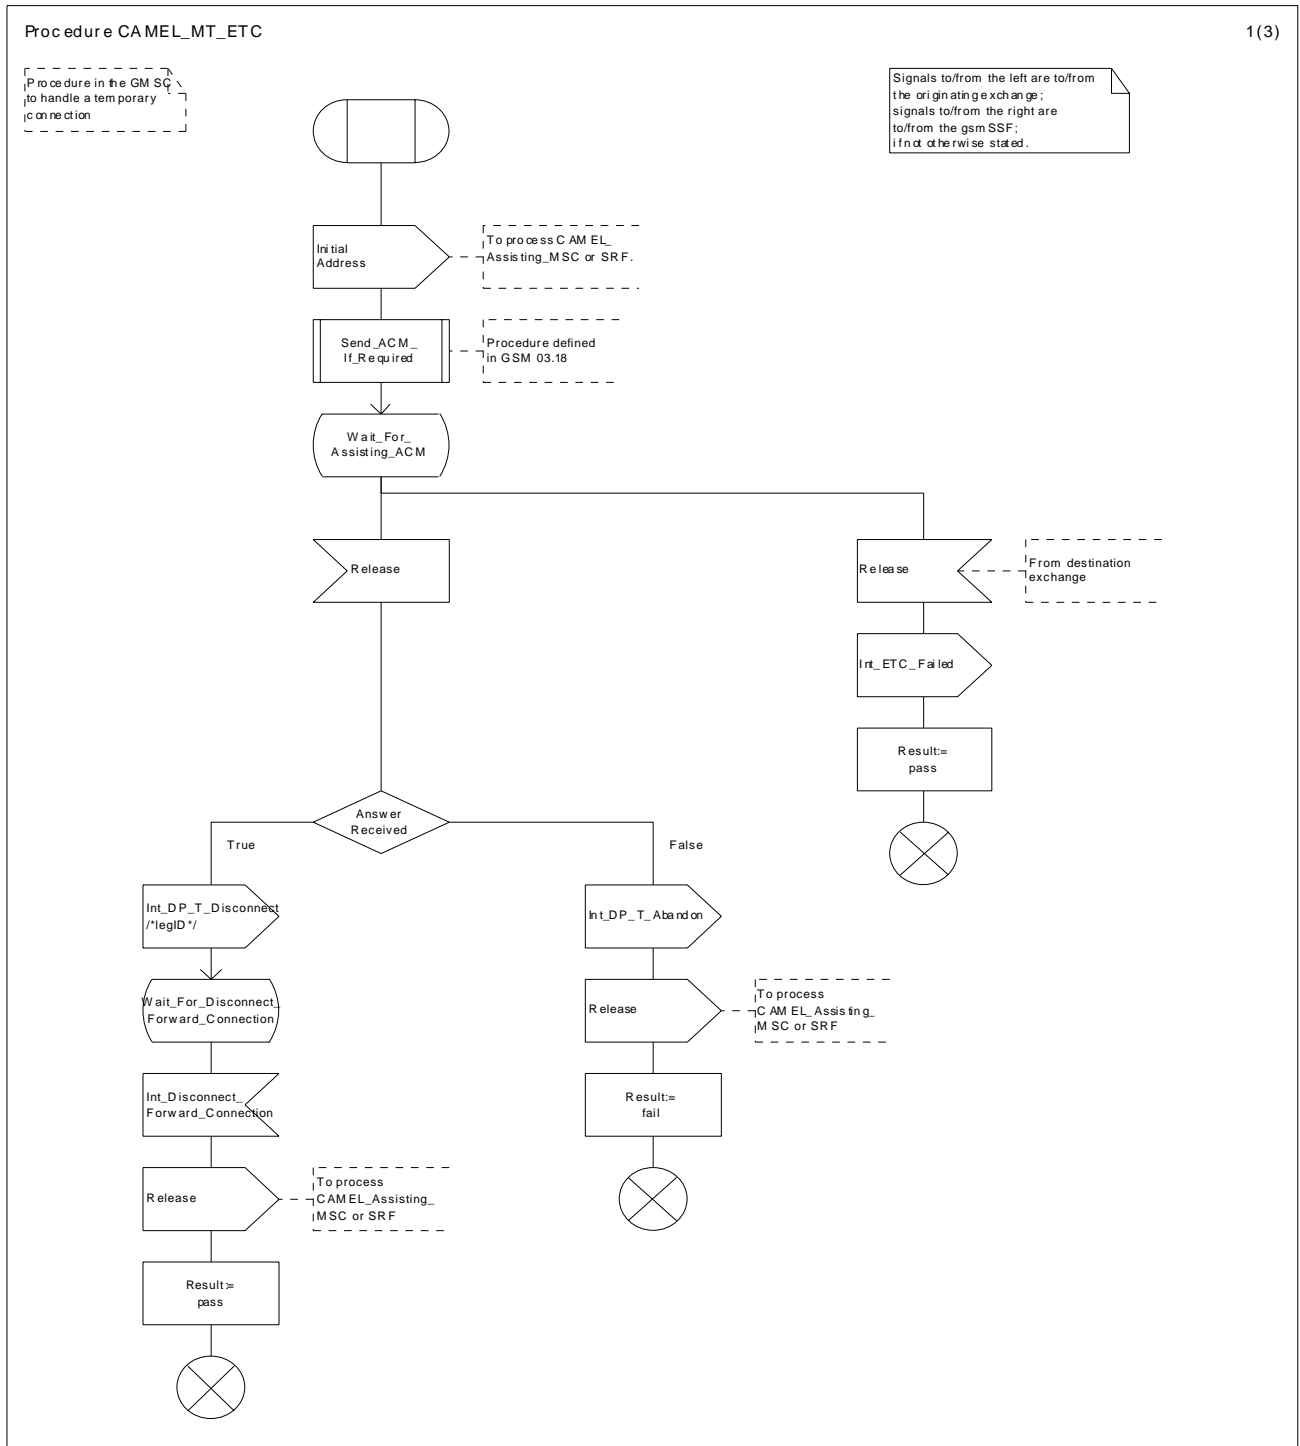 Procedure CAMEL_MT_ETC
1(3)
Procedure in the GMSC
to handle a temporary
connection
Signals to/from the left are to/from
the originating exchange;
signals to/from the right are
to/from the gsmSSF;
if not otherwise stated.
Initial
Address
To process CAMEL_
Assisting_MSC or SRF.
Send_ACM_
If_Required
Procedure defined
in GSM 03.18
Wait_For_
Assisting_ACM
Release
Release
From destination
exchange
Int_ETC_Failed
Result:=
pass
Answer
Received
True
False
Int_DP_T_Disconnect
/*legID*/
Int_DP_T_Abandon
Wait_For_Disconnect_
Forward_Connection
Release
To process
CAMEL_Assisting_
MSC or SRF
Int_Disconnect_
Forward_Connection
Result:=
fail
Release
To process
CAMEL_Assisting_
MSC or SRF
Result:=
pass